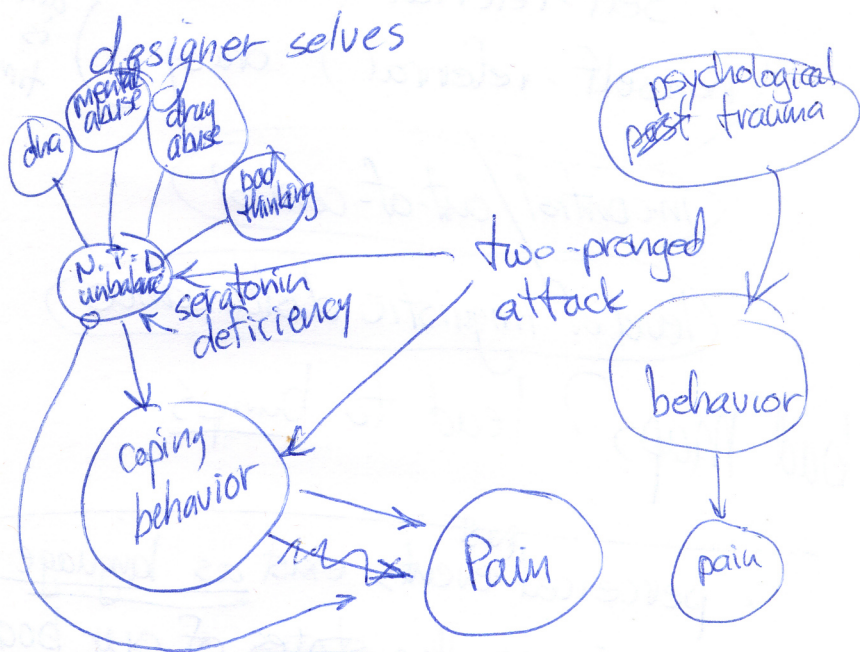 designer selves
dna
mental
abuse
drug
abuse
bad
thinking
N.T.D
unbalance
seratonin
deficiency
two-pronged
attack
coping
behavior
Pain
psychological
trauma
behavior
pain